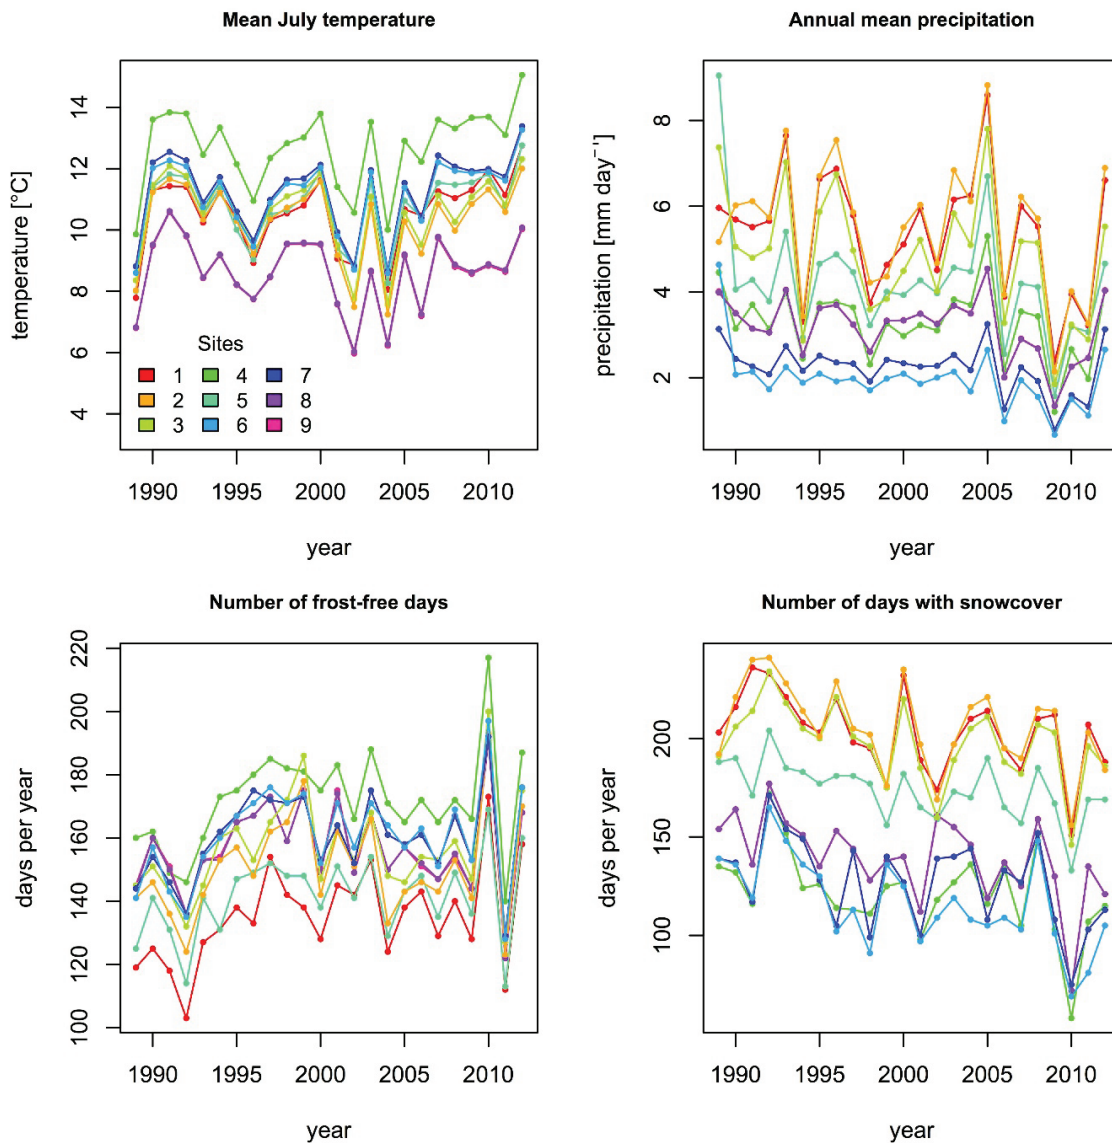 Mean July temperature
temperature [°C]
14
12
10
8
6
4
Sites
1 4 7
2 5 8
3 6 9
1990 1995 2000 2005 2010
year
Annual mean precipitation
precipitation [mm day⁻¹]
8
6
4
2
1990 1995 2000 2005 2010
year
Number of frost-free days
days per year
220
200
180
160
140
120
100
1990 1995 2000 2005 2010
year
Number of days with snowcover
days per year
200
150
100
1990 1995 2000 2005 2010
year